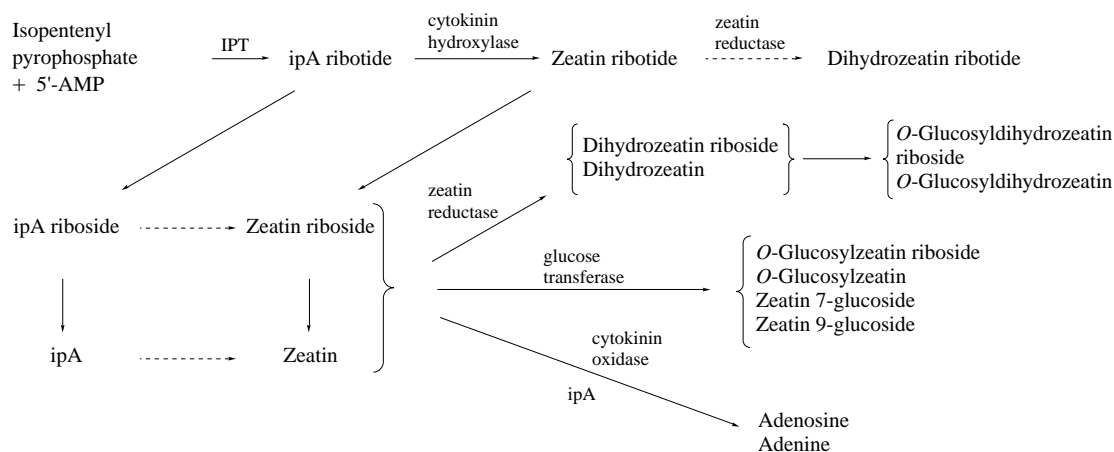 Isopentenyl
pyrophosphate
+ 5'-AMP
IPT
ipA ribotide
cytokinin
hydroxylase
Zeatin ribotide
zeatin
reductase
Dihydrozeatin ribotide
Dihydrozeatin riboside
Dihydrozeatin
O-Glucosyldihydrozeatin
riboside
O-Glucosyldihydrozeatin
zeatin
reductase
ipA riboside
Zeatin riboside
glucose
transferase
O-Glucosylzeatin riboside
O-Glucosylzeatin
Zeatin 7-glucoside
Zeatin 9-glucoside
ipA
Zeatin
cytokinin
oxidase
ipA
Adenosine
Adenine